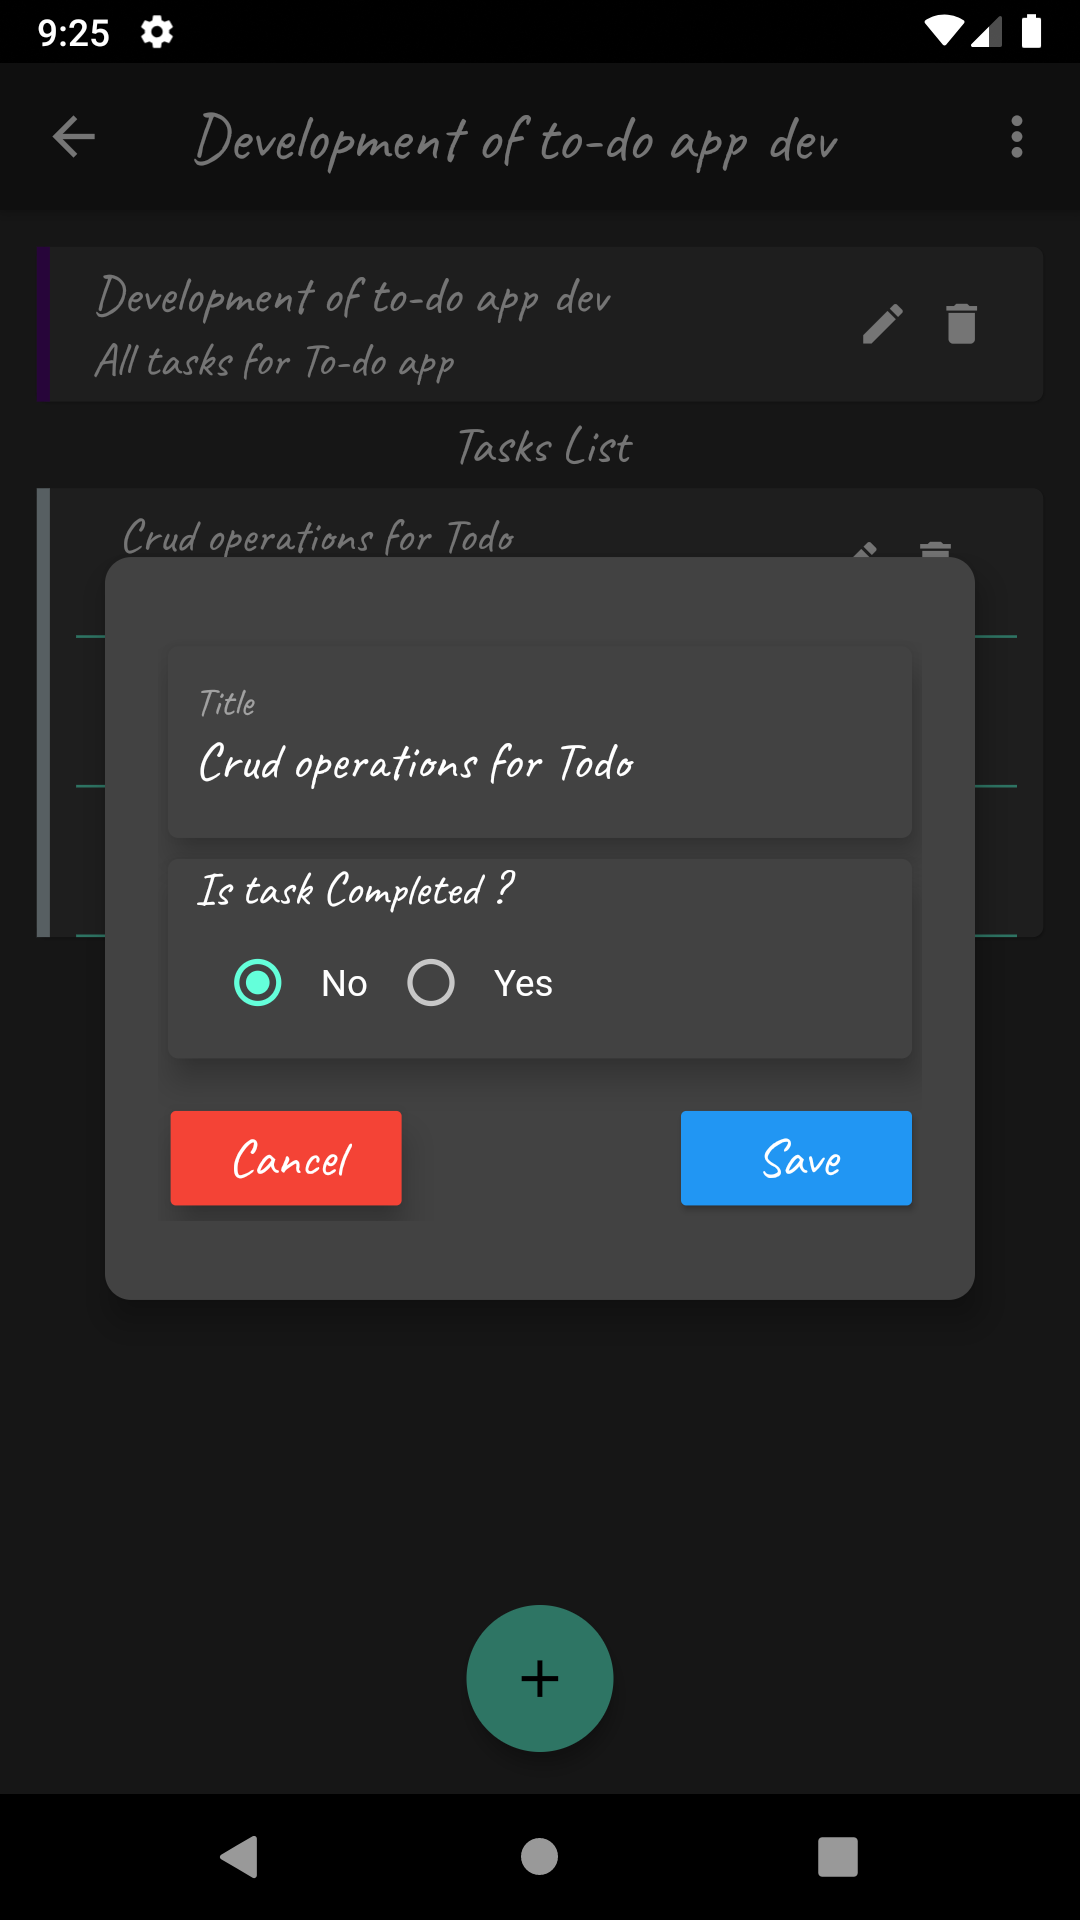 9:25
Development of to-do app dev
Development of to-do app dev
All tasks for To-do app
Tasks List
Crud operations for Todo
Title
Crud operations for Todo
Is task Completed ?
No Yes
Cancel Save